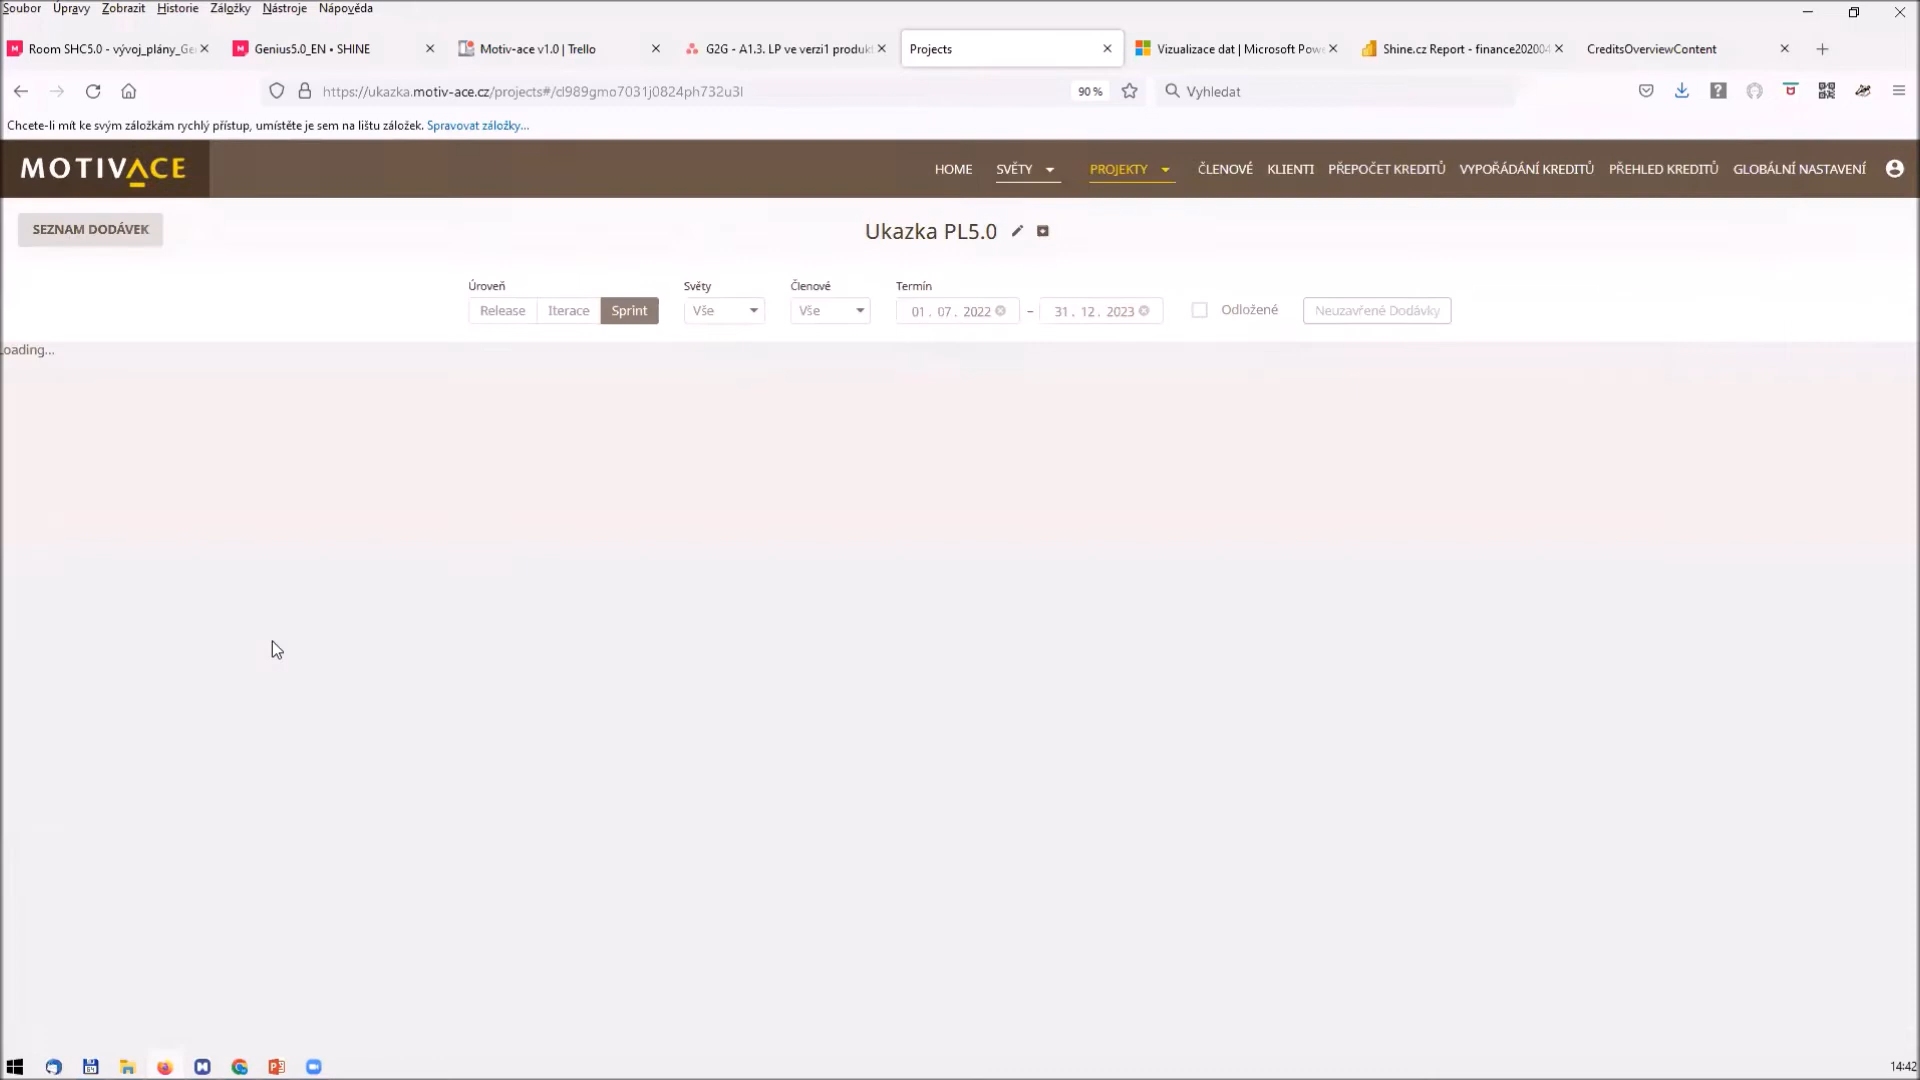 Soubor Úpravy Zobrazit Historie Záložky Nástroje Nápověda
Room SHC5.0 - vývoj_plány_Ge
Genius5.0_EN • SHINE
Motiv-ace v1.0 | Trello
G2G - A1.3. LP ve verzi1 produkt
Projects
Vizualizace dat | Microsoft Pow
Shine.cz Report - finance202004
CreditsOverviewContent
https://ukazka.motiv-ace.cz/projects#/cl989gmo7031j0824ph732u3l
90 %
Vyhledat
Chcete-li mít ke svým záložkám rychlý přístup, umístěte je sem na lištu záložek. Spravovat záložky...
MOTIVACE
HOME SVĚTY PROJEKTY ČLENOVÉ KLIENTI PŘEPOČET KREDITŮ VYPOŘÁDÁNÍ KREDITŮ PŘEHLED KREDITŮ GLOBÁLNÍ NASTAVENÍ
SEZNAM DODÁVEK
Ukazka PL5.0
Úroveň Světy Členové Termín
Release Iterace Sprint Vše Vše 01. 07. 2022 – 31. 12. 2023 Odložené Neuzavřené Dodávky
Loading...
14:42